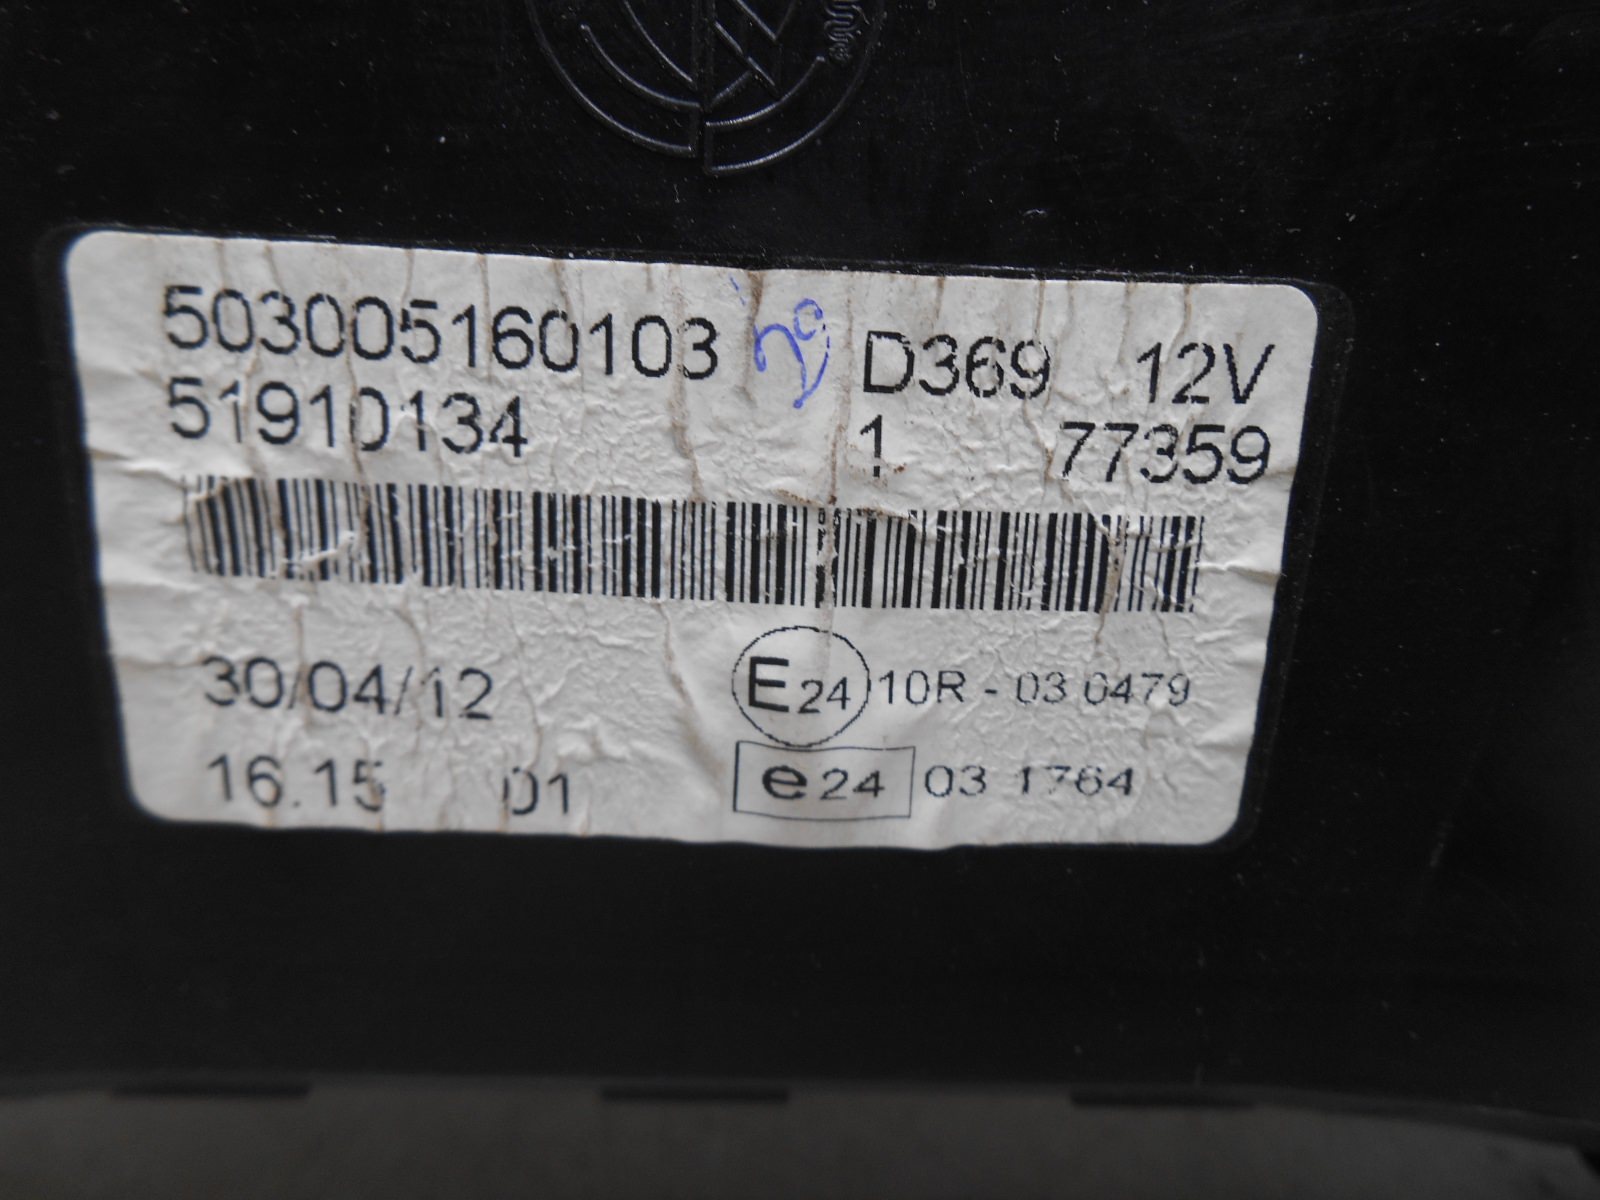 503005160103 20 D369 12V
51910134 1 77359
30/04/12 E24 10R - 03 0479
16.15 01 e24 03 1764